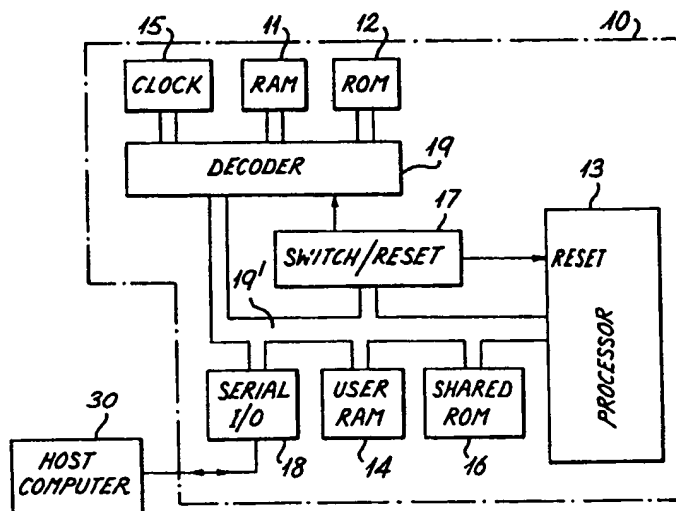 15
11
12
10
CLOCK
RAM
ROM
DECODER
19
17
13
SWITCH/RESET
RESET
19'
PROCESSOR
SERIAL
I/O
USER
RAM
SHARED
ROM
30
18
14
16
HOST
COMPUTER